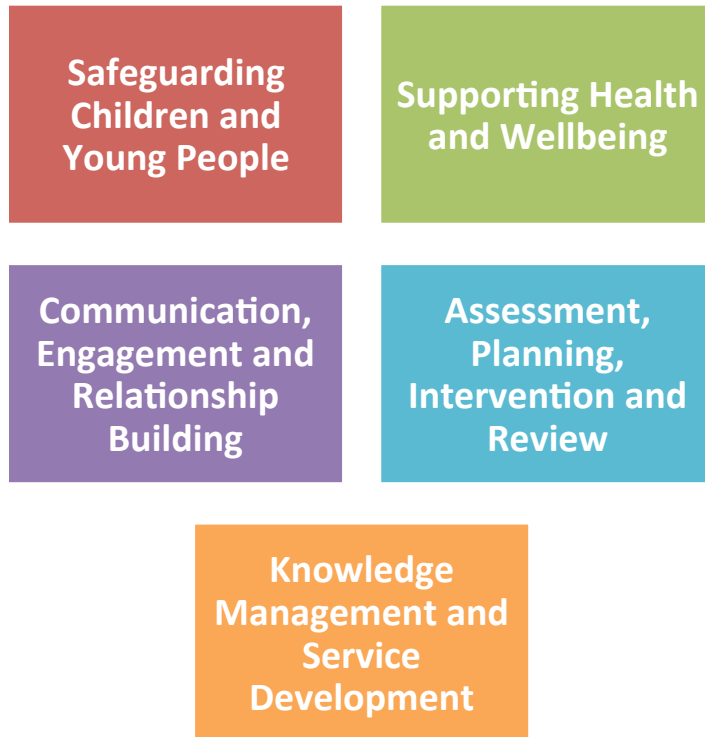 Safeguarding
Children and
Young People
Supporting Health
and Wellbeing
Communication,
Engagement and
Relationship
Building
Assessment,
Planning,
Intervention and
Review
Knowledge
Management and
Service
Development